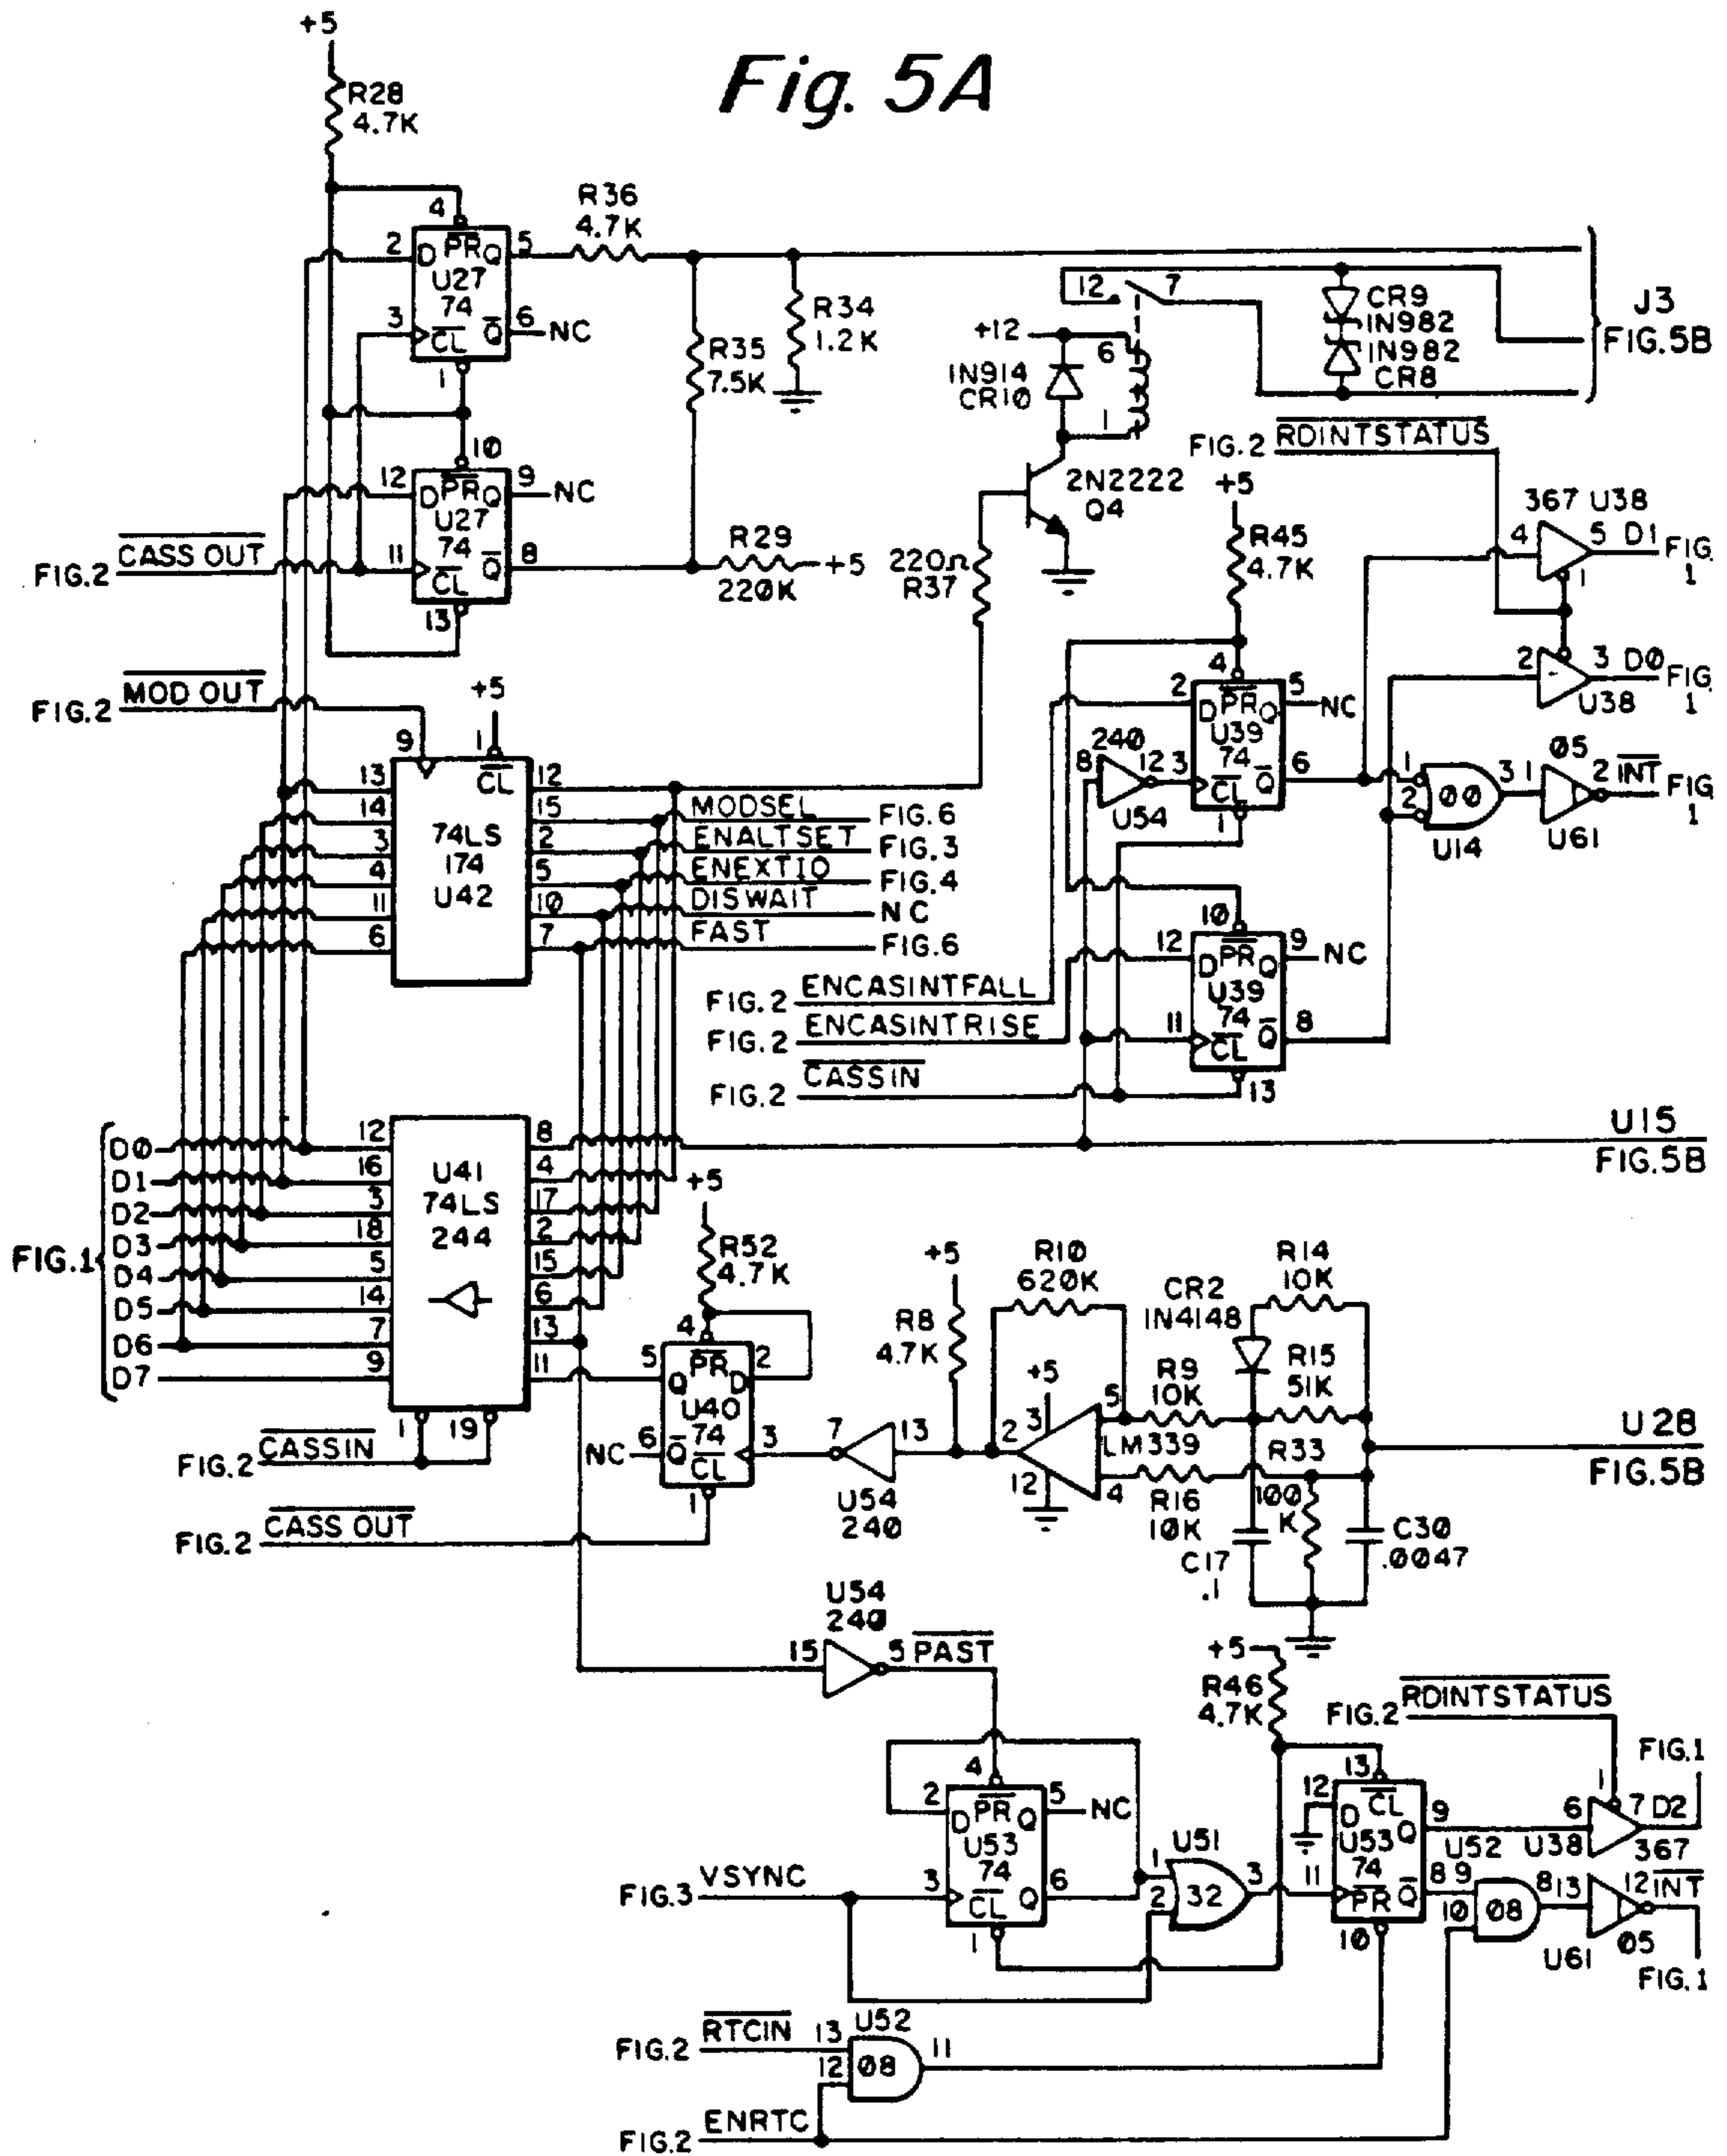 Fig. 5A
+5
R28
4.7K
4
2 D PR Q 5
U27
74
3 CL Q 6 NC
1
R36
4.7K
R34
1.2K
R35
7.5K
10
12 D PR Q 9 NC
U27
74
11 CL Q 8
13
R29
220K
+5
FIG.2 CASS OUT
+12
12
7
6
1
1N914
CR10
2N2222
Q4
220Ω
R37
CR9
1N982
1N982
CR8
J3
FIG.5B
FIG.2 RDINTSTATUS
+5
R45
4.7K
367 U38
4 5 D1 FIG. 1
1
2 3 D0 FIG. 1
U38
4
2 D PR Q 5 NC
U39
74
3 CL Q 6
1
240
8 12
U54
1
2
00
3
U14
05
1 2 INT FIG. 1
U61
10
12 D PR Q 9 NC
U39
74
11 CL Q 8
13
FIG.2 ENCASINTFALL
FIG.2 ENCASINTRISE
FIG.2 CASSIN
FIG.2 MOD OUT
+5
9
1
CL
13 12
14 15 MODSEL FIG.6
3 2 ENALTSET FIG.3
4 5 ENEXTIO FIG.4
11 10 DISWAIT NC
6 7 FAST FIG.6
74LS
174
U42
U15
FIG.5B
FIG.1
D0 12 8
D1 16 4
D2 3 17
D3 18 2
D4 5 15
D5 14 6
D6 7 13
D7 9 11
U41
74LS
244
1 19
FIG.2 CASSIN
+5
R52
4.7K
4
5 Q PR D 2
U40
74
NC 6 Q CL 3
1
FIG.2 CASS OUT
7 13
U54
240
+5
R8
4.7K
R10
620K
+5
3
2
5
LM339
12
4
R9
10K
CR2
1N4148
R14
10K
R15
51K
R33
100
K
R16
10K
C17
.1
C30
.0047
U28
FIG.5B
U54
240
15 5 PAST
4
2 D PR Q 5 NC
U53
74
3 CL Q 6
1
FIG.3 VSYNC
+5
R46
4.7K
U51
1
2
32
3
13
12 D CL Q 9
U53
74
11 PR Q 8
10
FIG.2 RDINTSTATUS
1
6 7 D2
U38
367
FIG.1
U52
9
10
08
8
13 12 INT
U61
05
FIG.1
FIG.2 RTCIN 13
U52
12
08
11
FIG.2 ENRTC